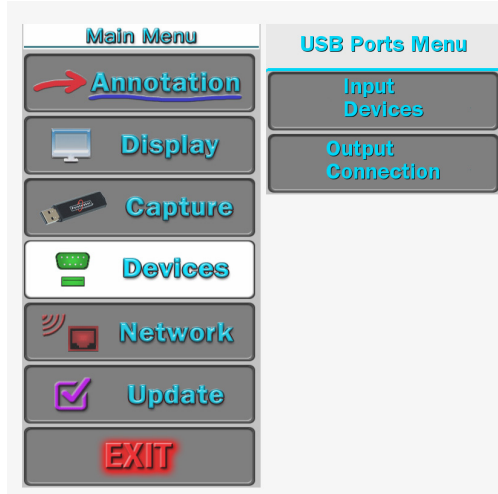 Main Menu
Annotation
Display
Capture
Devices
Network
Update
EXIT
USB Ports Menu
Input
Devices
Output
Connection